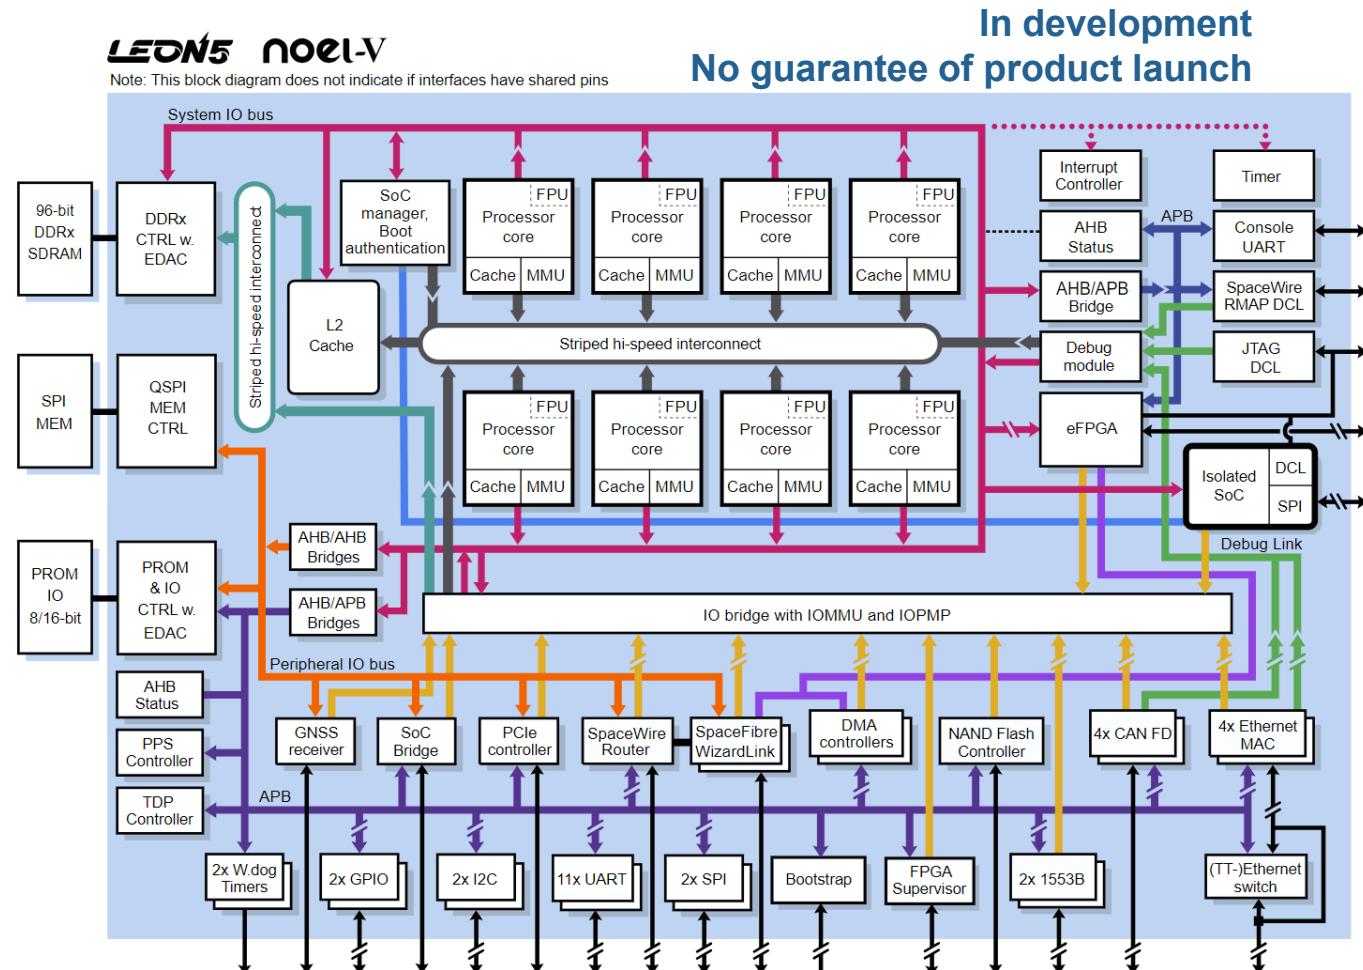 In development
No guarantee of product launch
LEON5 NOEL-V
Note: This block diagram does not indicate if interfaces have shared pins
System IO bus
96-bit
DDRx
SDRAM
DDRx
CTRL w.
EDAC
Striped hi-speed interconnect
SoC
manager,
Boot
authentication
FPU
Processor
core
Cache MMU
FPU
Processor
core
Cache MMU
FPU
Processor
core
Cache MMU
FPU
Processor
core
Cache MMU
Interrupt
Controller
Timer
AHB
Status
APB
Console
UART
AHB/APB
Bridge
SpaceWire
RMAP DCL
L2
Cache
Striped hi-speed interconnect
Debug
module
JTAG
DCL
SPI
MEM
QSPI
MEM
CTRL
FPU
Processor
core
Cache MMU
FPU
Processor
core
Cache MMU
FPU
Processor
core
Cache MMU
FPU
Processor
core
Cache MMU
eFPGA
Isolated
SoC
DCL
SPI
Debug Link
PROM
IO
8/16-bit
PROM
& IO
CTRL w.
EDAC
AHB/AHB
Bridges
AHB/APB
Bridges
IO bridge with IOMMU and IOPMP
Peripheral IO bus
AHB
Status
PPS
Controller
TDP
Controller
GNSS
receiver
SoC
Bridge
PCIe
controller
SpaceWire
Router
SpaceFibre
WizardLink
DMA
controllers
NAND Flash
Controller
4x CAN FD
4x Ethernet
MAC
APB
2x W.dog
Timers
2x GPIO
2x I2C
11x UART
2x SPI
Bootstrap
FPGA
Supervisor
2x 1553B
(TT-)Ethernet
switch